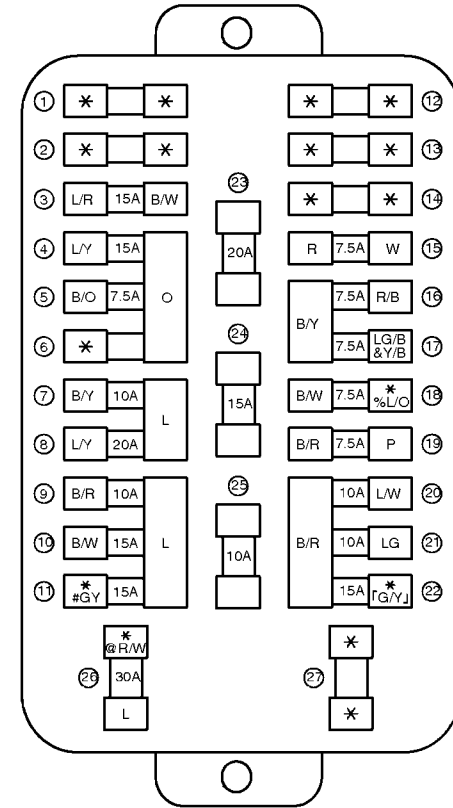 ① * * * * ⑫
② * * * * ⑬
③ L/R 15A B/W ㉓ * * ⑭
④ L/Y 15A 20A R 7.5A W ⑮
⑤ B/O 7.5A O B/Y 7.5A R/B ⑯
⑥ * ㉔ 7.5A LG/B &Y/B ⑰
⑦ B/Y 10A L 15A B/W 7.5A * %L/O ⑱
⑧ L/Y 20A B/R 7.5A P ⑲
⑨ B/R 10A ㉕ 10A L/W ⑳
⑩ B/W 15A L 10A B/R 10A LG ㉑
⑪ * #GY 15A 15A * 「G/Y」 ㉒
* @R/W *
㉖ 30A ㉗
L *